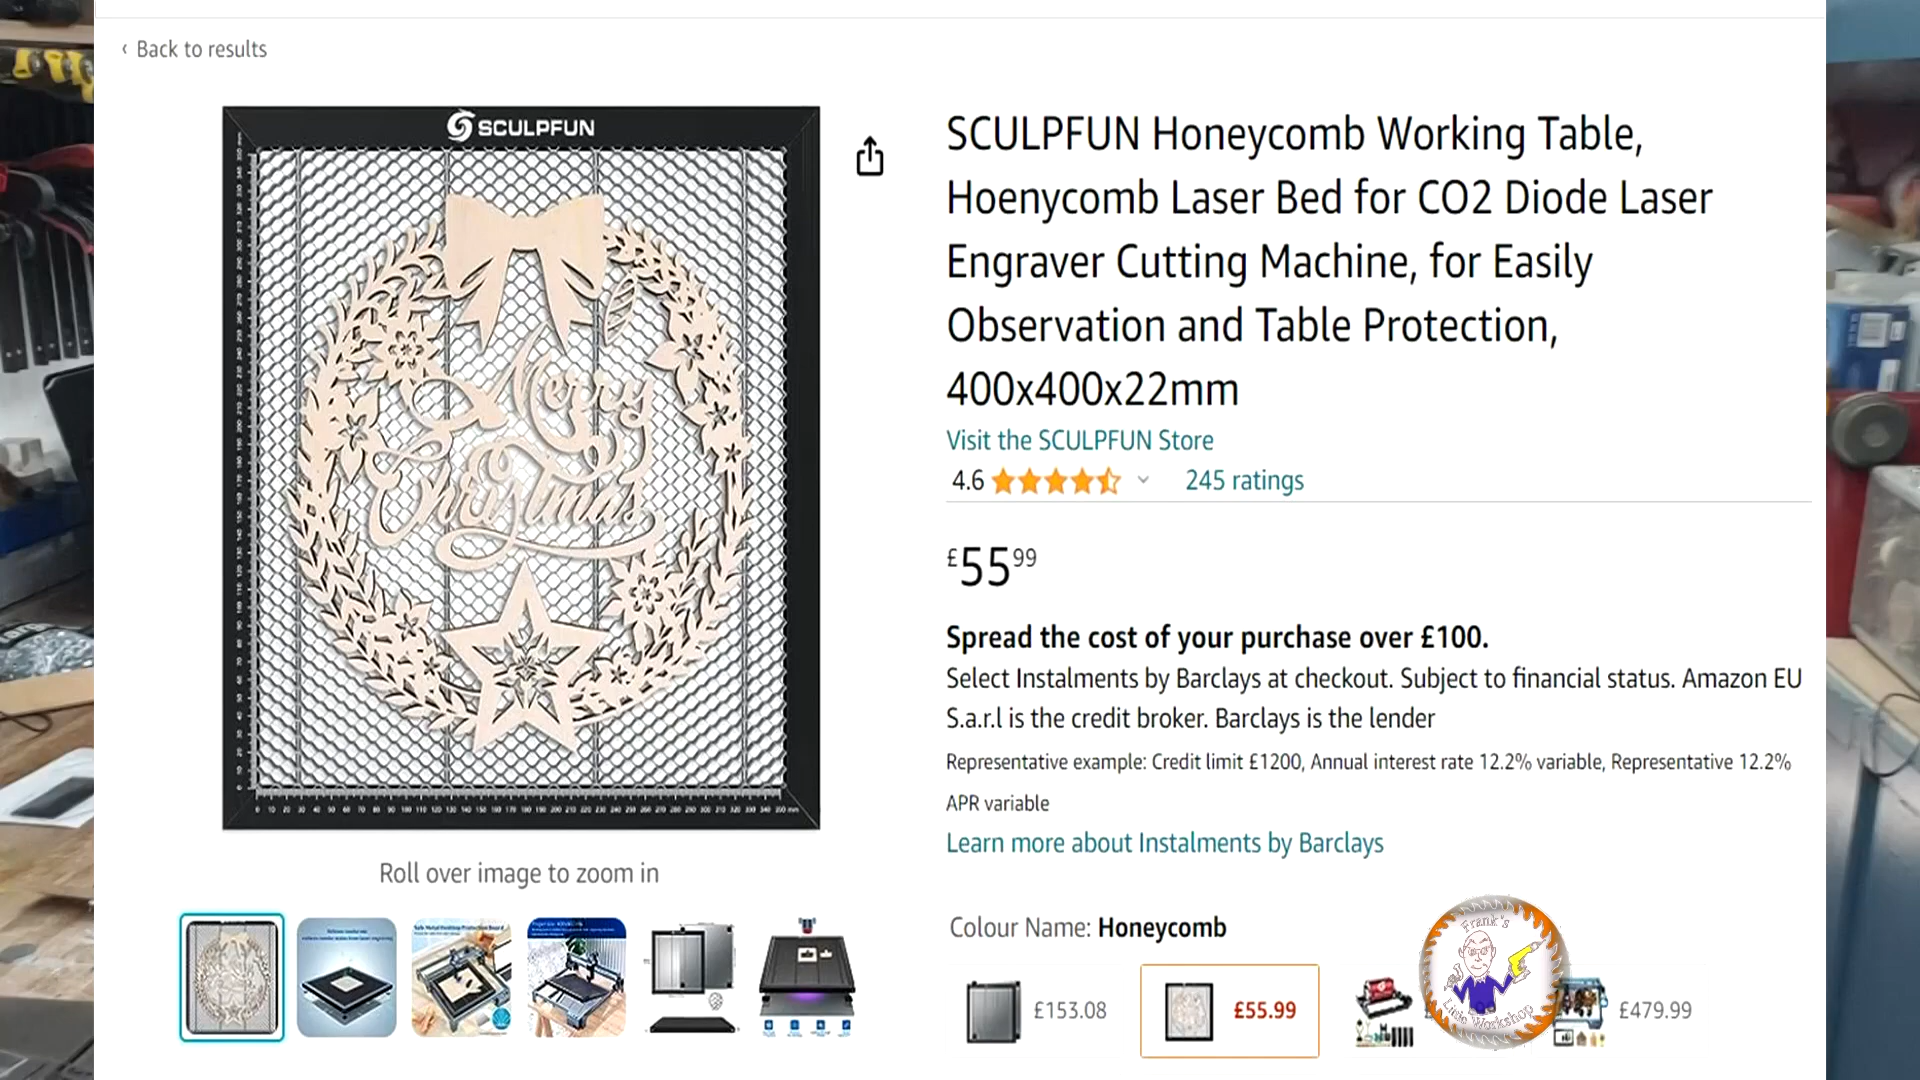 ‹ Back to results
SCULPFUN
Merry
Christmas
Roll over image to zoom in
SCULPFUN Honeycomb Working Table,
Hoenycomb Laser Bed for CO2 Diode Laser
Engraver Cutting Machine, for Easily
Observation and Table Protection,
400x400x22mm
Visit the SCULPFUN Store
4.6
245 ratings
£55 99
Spread the cost of your purchase over £100.
Select Instalments by Barclays at checkout. Subject to financial status. Amazon EU
S.a.r.l is the credit broker. Barclays is the lender
Representative example: Credit limit £1200, Annual interest rate 12.2% variable, Representative 12.2%
APR variable
Learn more about Instalments by Barclays
Colour Name: Honeycomb
£153.08
£55.99
£479.99
Frank's
Little Workshop